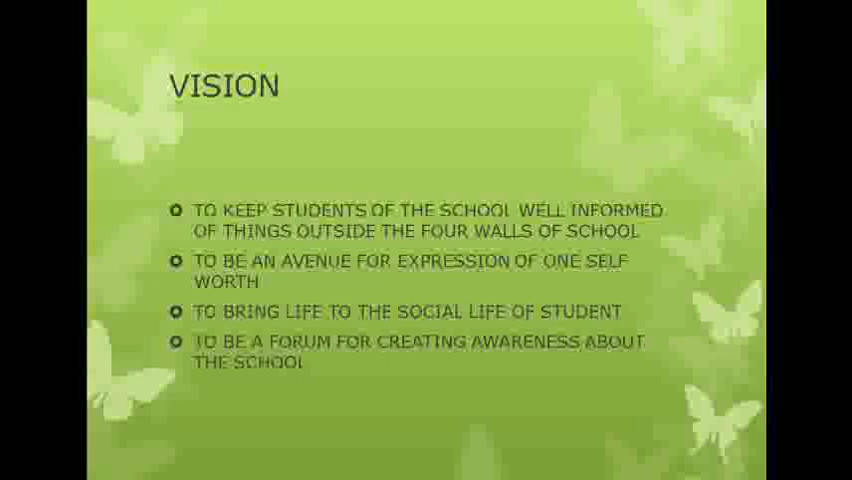 VISION
TO KEEP STUDENTS OF THE SCHOOL WELL INFORMED
OF THINGS OUTSIDE THE FOUR WALLS OF SCHOOL
TO BE AN AVENUE FOR EXPRESSION OF ONE SELF
WORTH
TO BRING LIFE TO THE SOCIAL LIFE OF STUDENT
TO BE A FORUM FOR CREATING AWARENESS ABOUT
THE SCHOOL